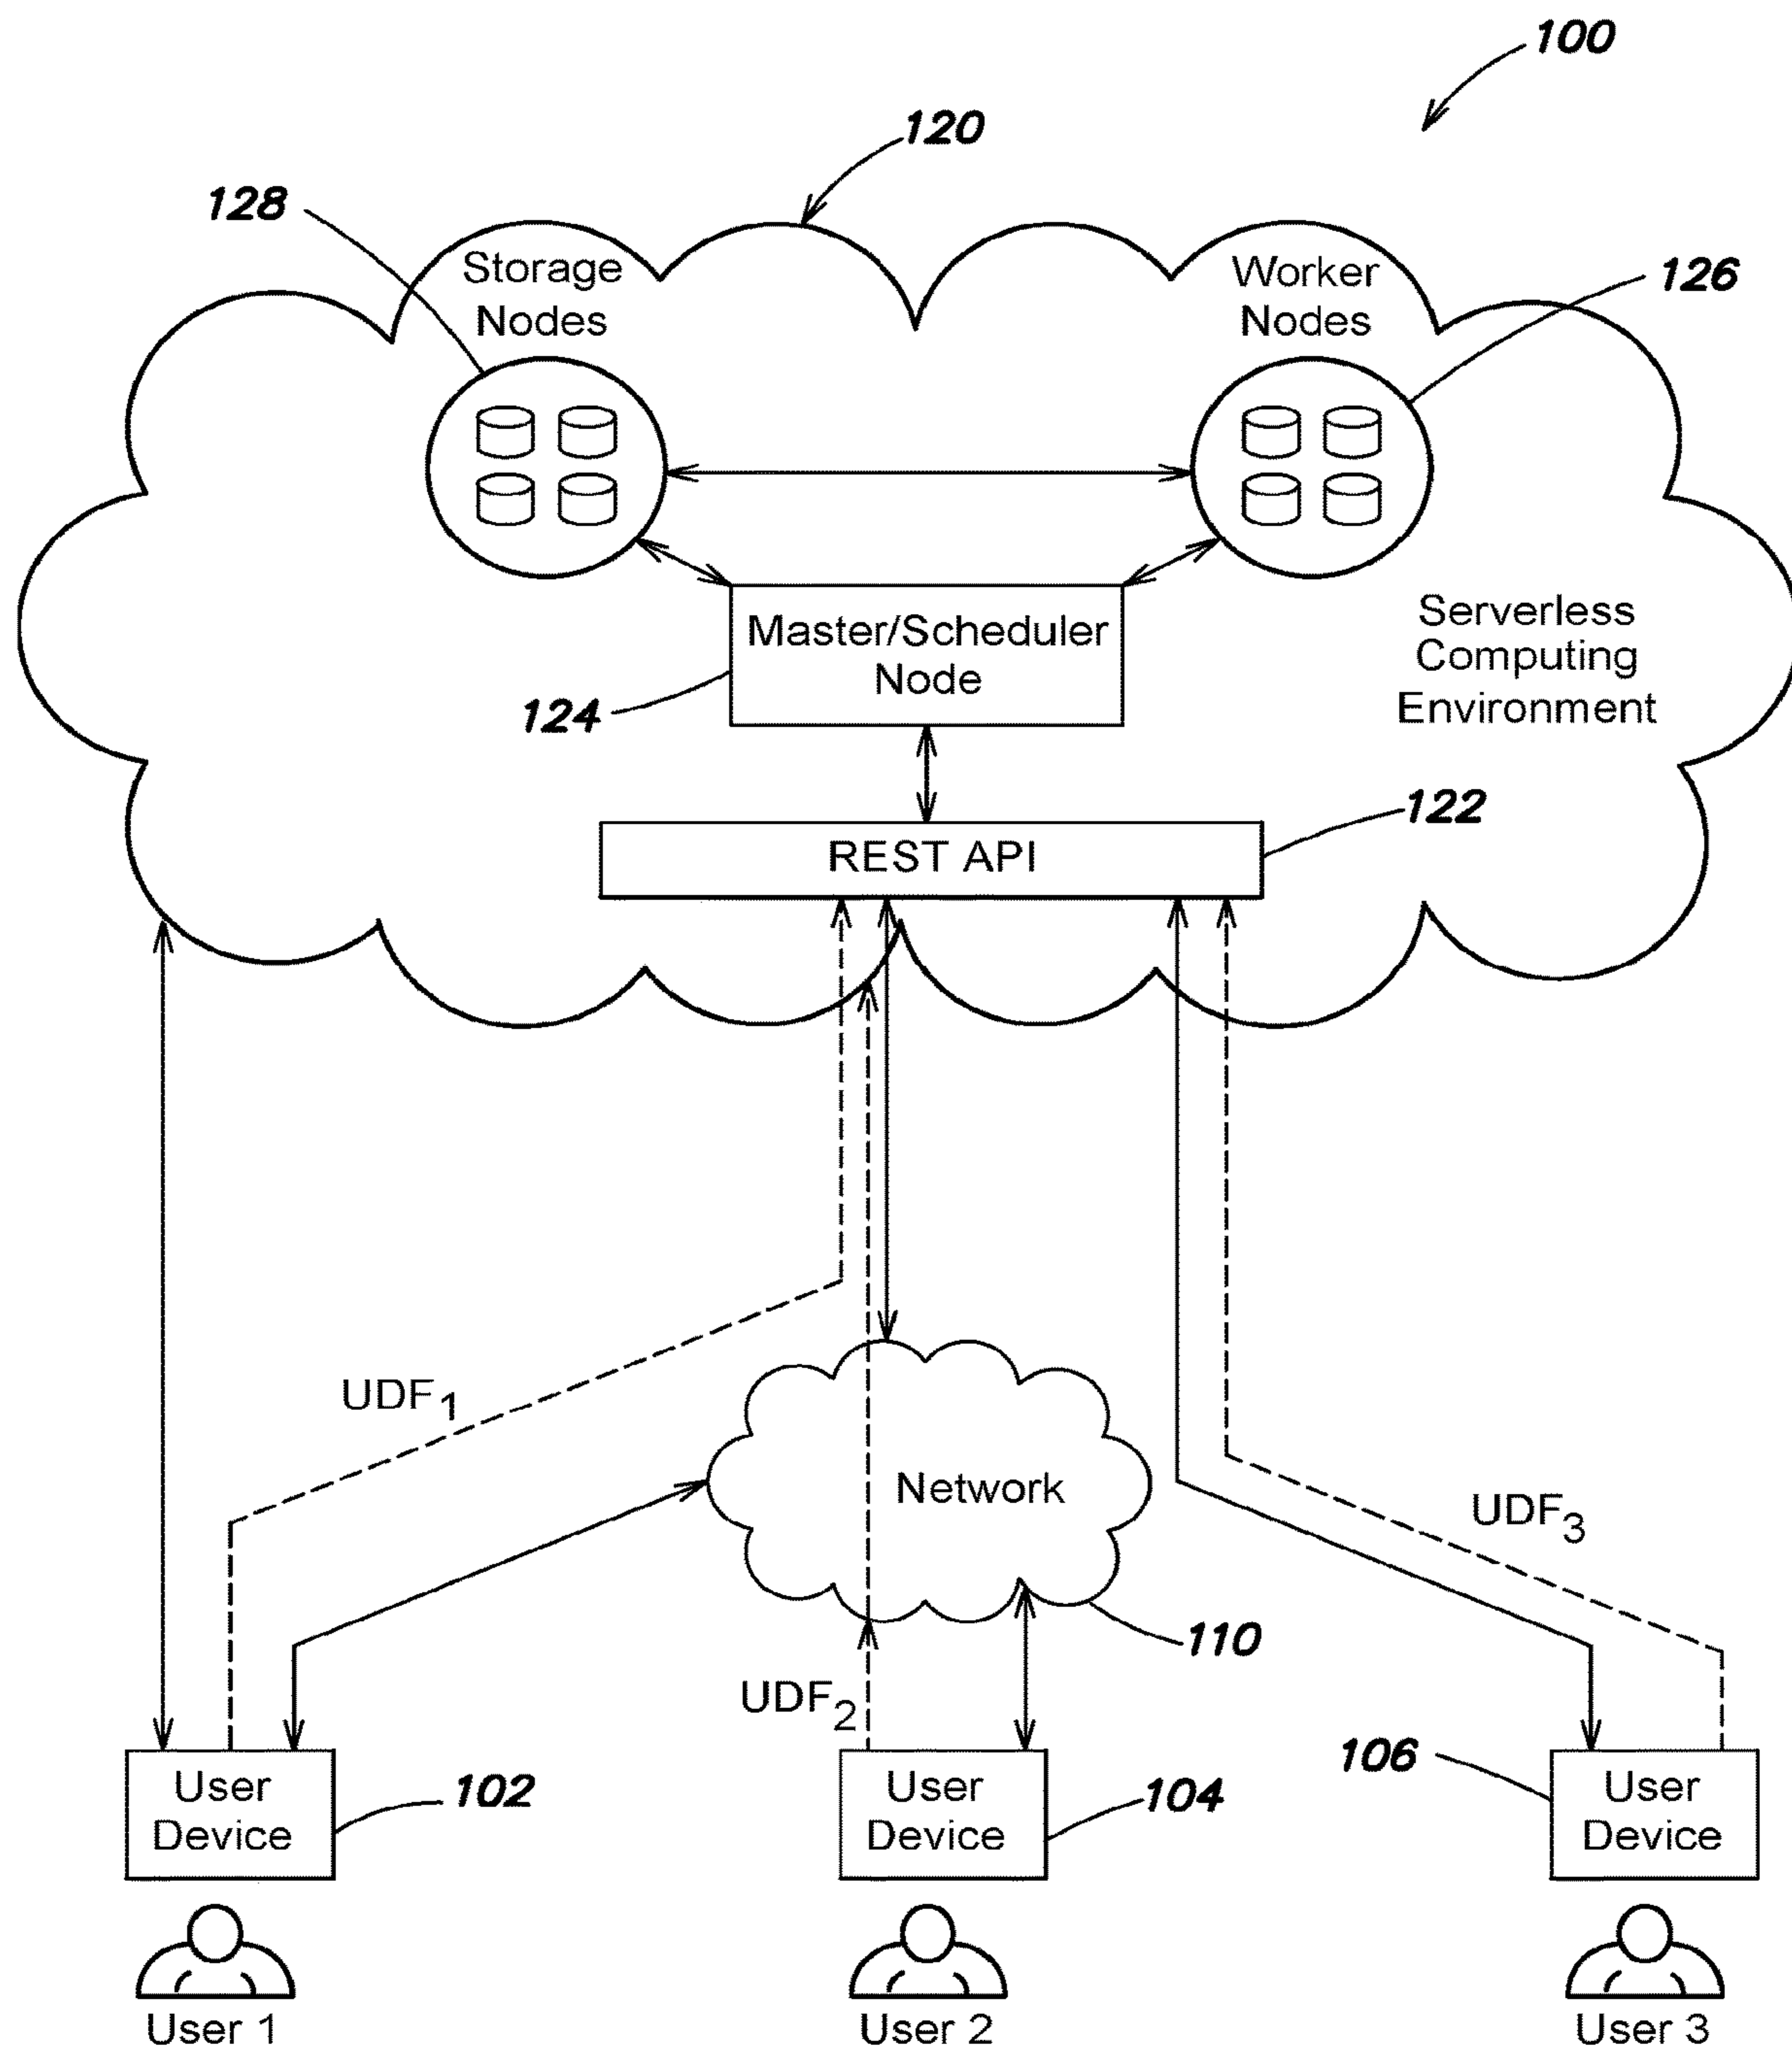 100
120
128
Storage
Nodes
Worker
Nodes
126
Master/Scheduler
Node
124
Serverless
Computing
Environment
122
REST API
UDF1
Network
UDF3
110
UDF2
User
Device
102
User
Device
104
106
User
Device
User 1
User 2
User 3